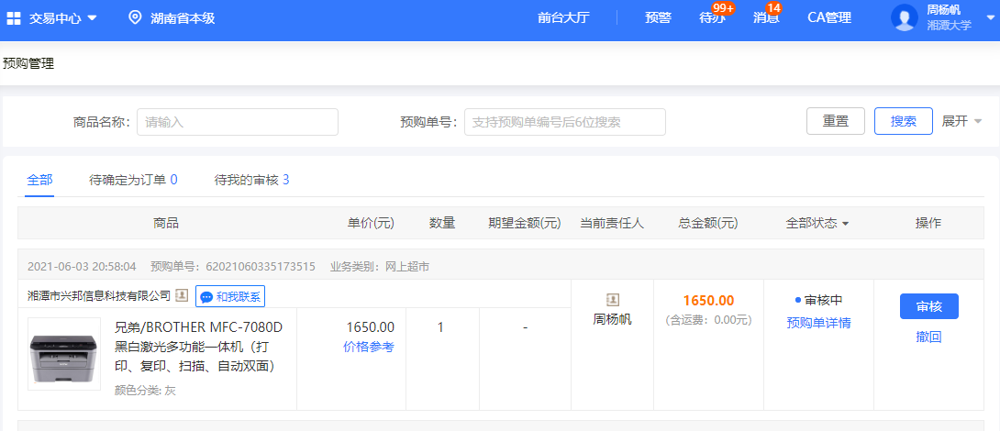 交易中心 湖南省本级 前台大厅 预警 待办 99+ 消息 14 CA管理 周杨帆
湘潭大学
预购管理
商品名称: 请输入 预购单号: 支持预购单编号后6位搜索 重置 搜索 展开
全部 待确定为订单 0 待我的审核 3
商品 单价(元) 数量 期望金额(元) 当前责任人 总金额(元) 全部状态 操作
2021-06-03 20:58:04 预购单号: 62021060335173515 业务类别: 网上超市
湘潭市兴邦信息科技有限公司 和我联系
兄弟/BROTHER MFC-7080D
黑白激光多功能一体机（打
印、复印、扫描、自动双面）
颜色分类: 灰
1650.00
价格参考
1
-
周杨帆
1650.00
(含运费：0.00元)
审核中
预购单详情
审核
撤回